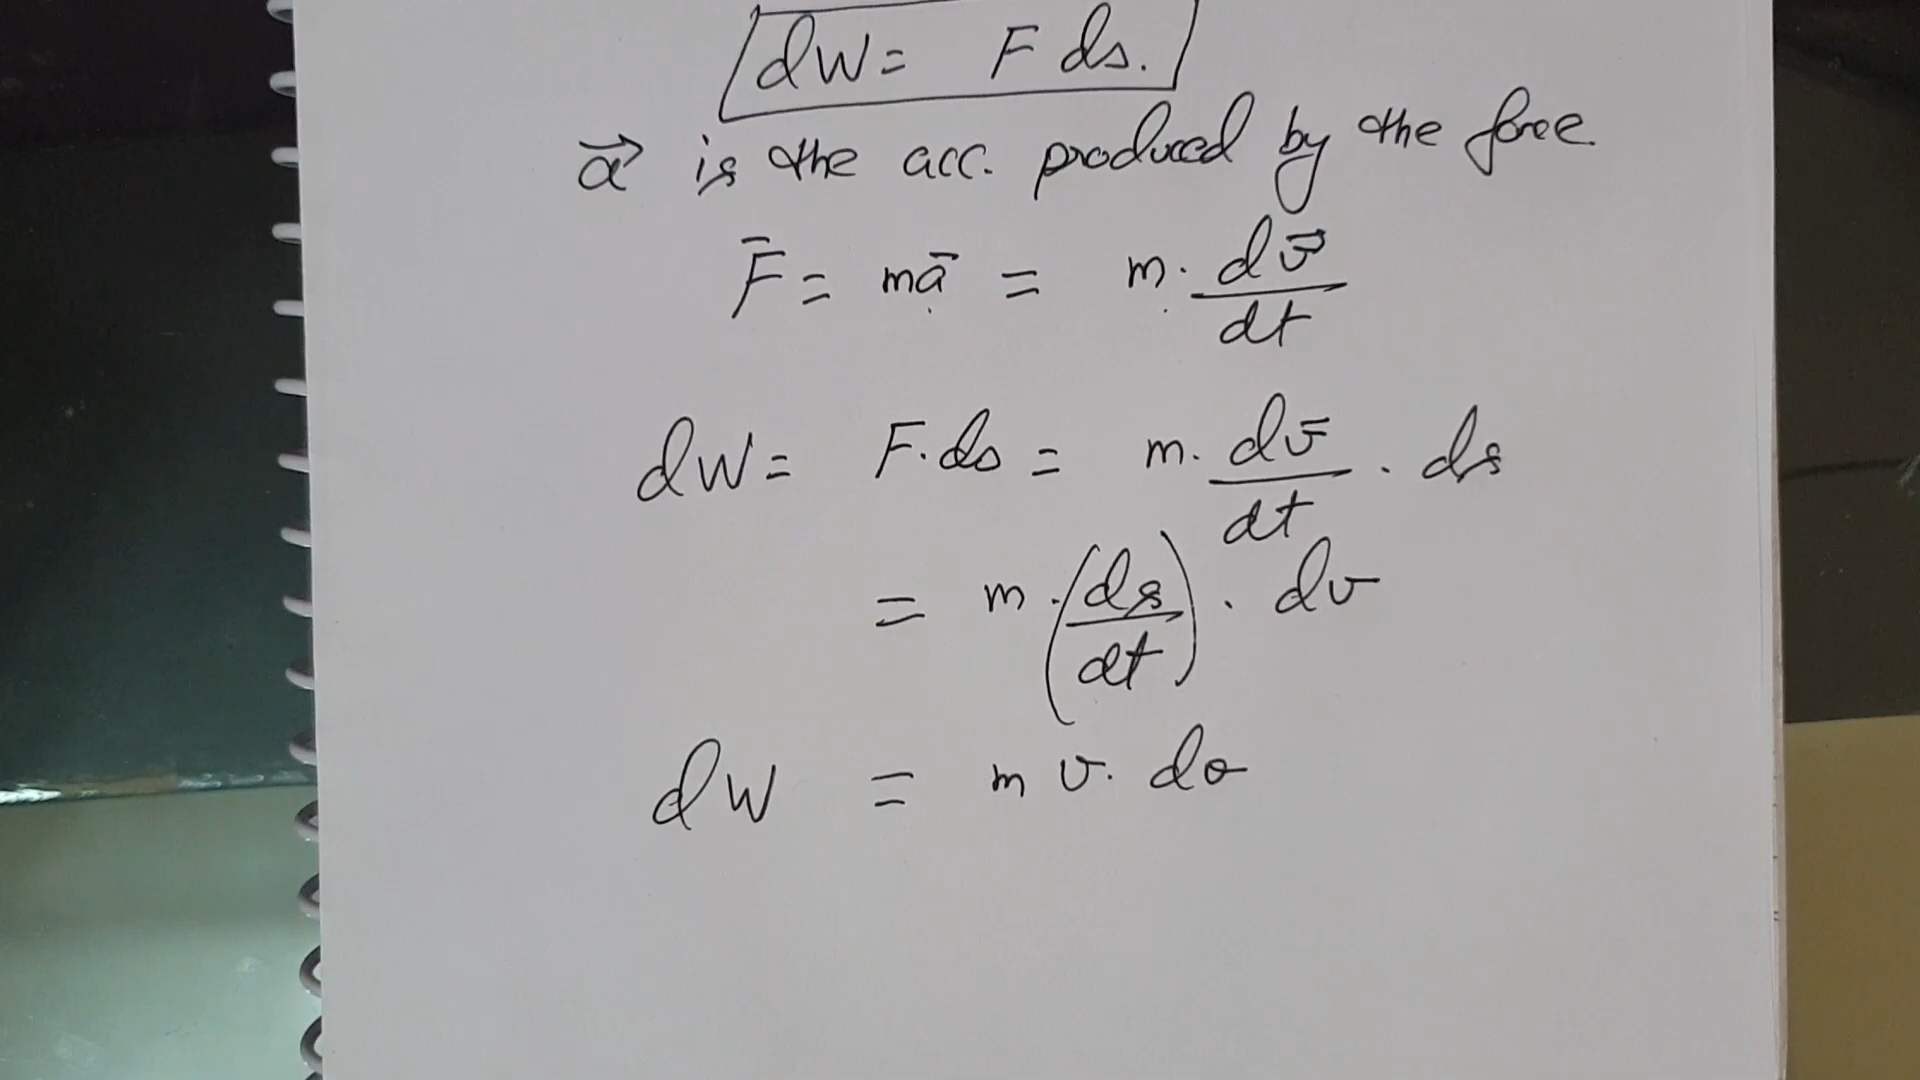 dW = F ds.
a⃗ is the acc. produced by the force
F̄ = mā = m. dv⃗/dt
dW = F.ds = m. dv̄/dt . ds
= m.(ds/dt) . dv
dW = m v. dv